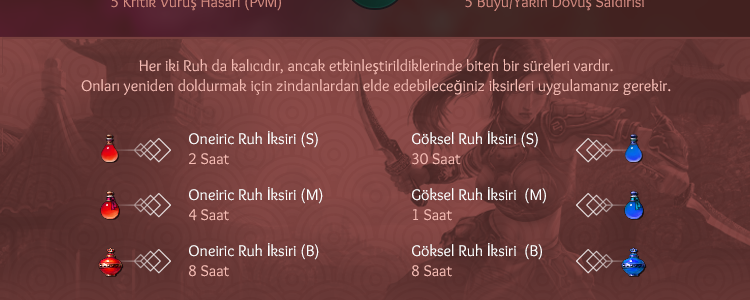 5 Kritik Vuruş Hasarı (PvM)
5 Büyü/Yakın Dövüş Saldırısı
Her iki Ruh da kalıcıdır, ancak etkinleştirildiklerinde biten bir süreleri vardır.
Onları yeniden doldurmak için zindanlardan elde edebileceğiniz iksirleri uygulamanız gerekir.
Oneiric Ruh İksiri (S)
2 Saat
Göksel Ruh İksiri (S)
30 Saat
Oneiric Ruh İksiri (M)
4 Saat
Göksel Ruh İksiri (M)
1 Saat
Oneiric Ruh İksiri (B)
8 Saat
Göksel Ruh İksiri (B)
8 Saat